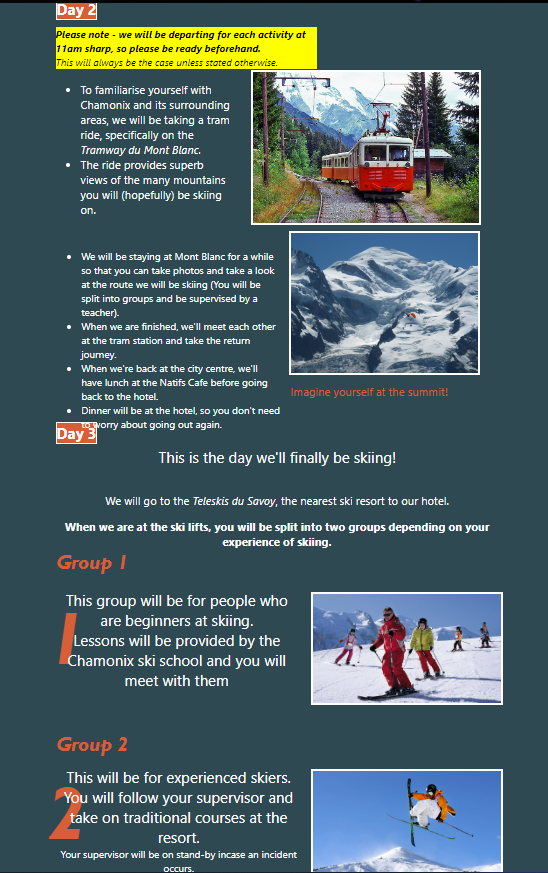 Day 2
Please note - we will be departing for each activity at
11am sharp, so please be ready beforehand.
This will always be the case unless stated otherwise.
• To familiarise yourself with
Chamonix and its surrounding
areas, we will be taking a tram
ride, specifically on the
Tramway du Mont Blanc.
• The ride provides superb
views of the many mountains
you will (hopefully) be skiing
on.
• We will be staying at Mont Blanc for a while
so that you can take photos and take a look
at the route we will be skiing (You will be
split into groups and be supervised by a
teacher).
• When we are finished, we'll meet each other
at the tram station and take the return
journey.
• When we're back at the city centre, we'll
have lunch at the Natifs Cafe before going
back to the hotel.
• Dinner will be at the hotel, so you don't need
to worry about going out again.
Imagine yourself at the summit!
Day 3
This is the day we'll finally be skiing!
We will go to the Teleskis du Savoy, the nearest ski resort to our hotel.
When we are at the ski lifts, you will be split into two groups depending on your
experience of skiing.
Group 1
1
This group will be for people who
are beginners at skiing.
Lessons will be provided by the
Chamonix ski school and you will
meet with them
Group 2
2
This will be for experienced skiers.
You will follow your supervisor and
take on traditional courses at the
resort.
Your supervisor will be on stand-by incase an incident
occurs.